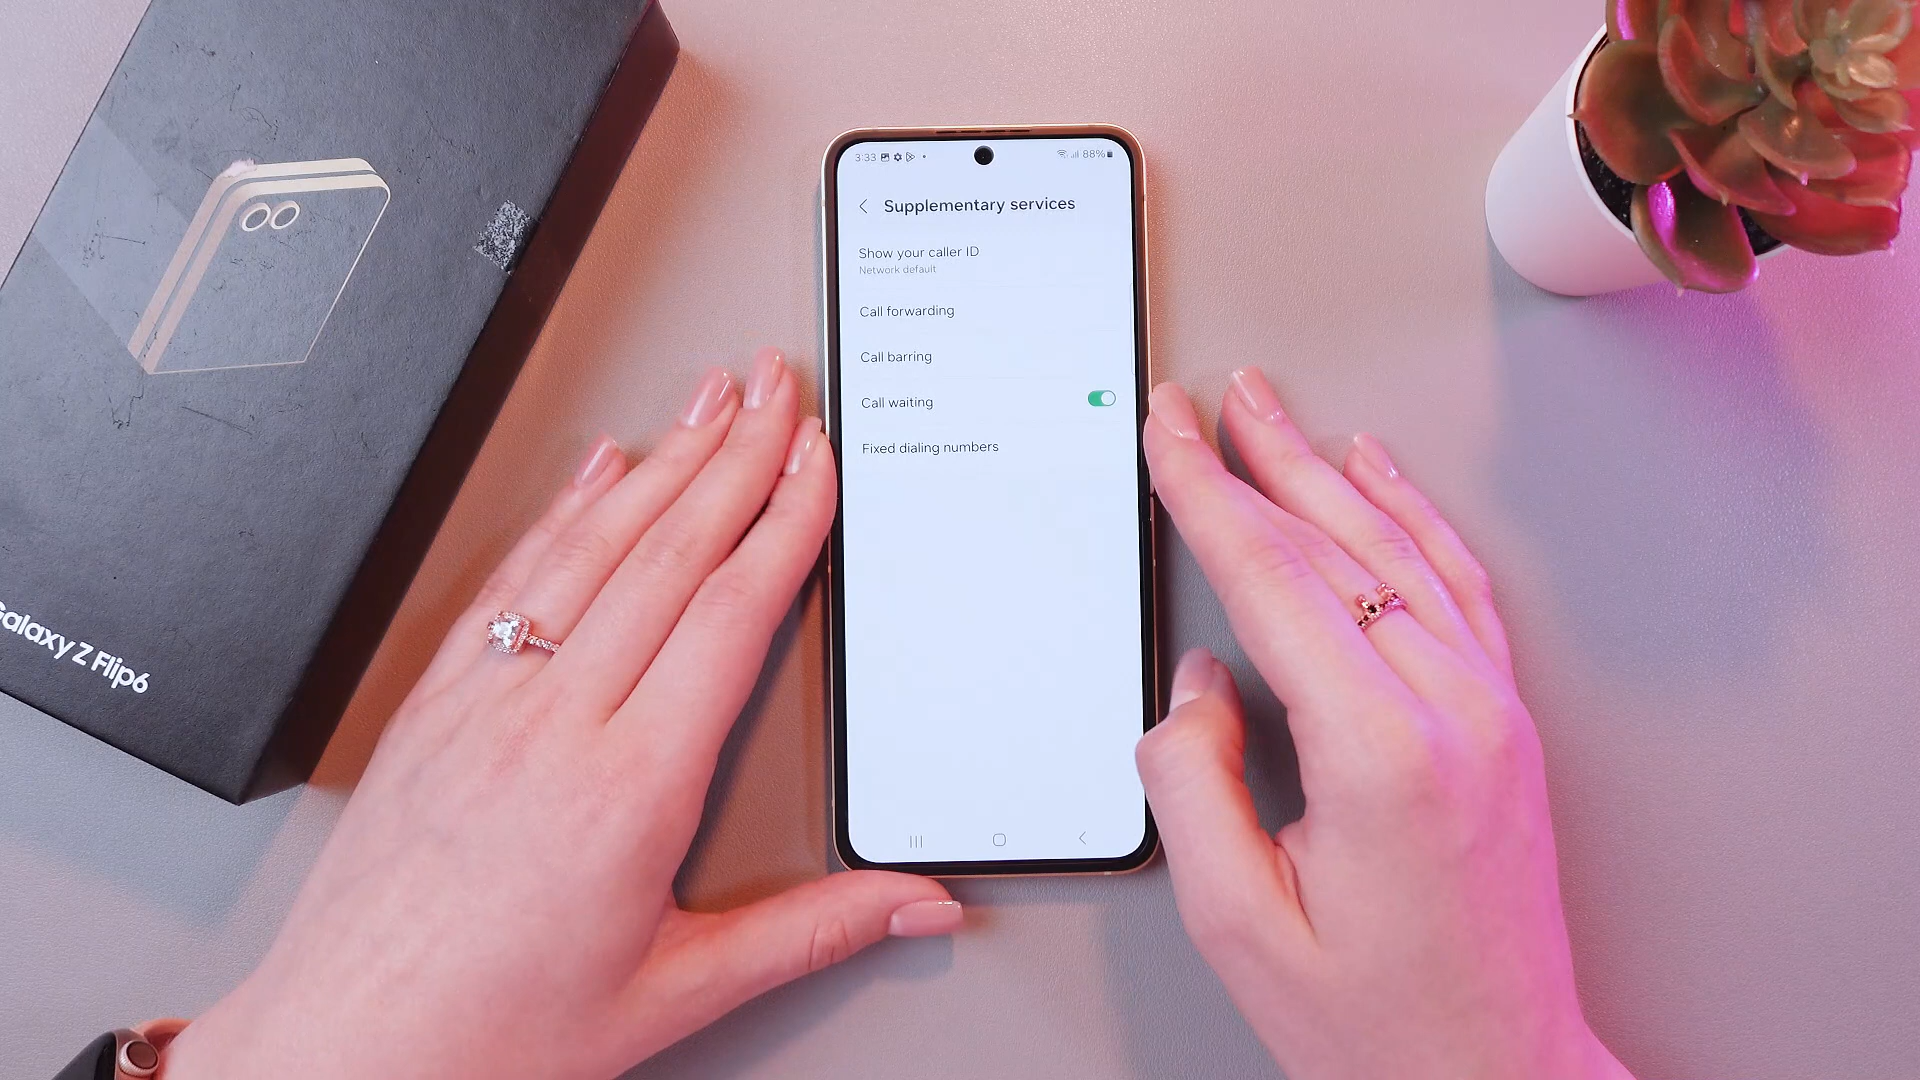 3:33
88%
Supplementary services
Show your caller ID
Network default
Call forwarding
Call barring
Call waiting
Fixed dialing numbers
Galaxy Z Flip6